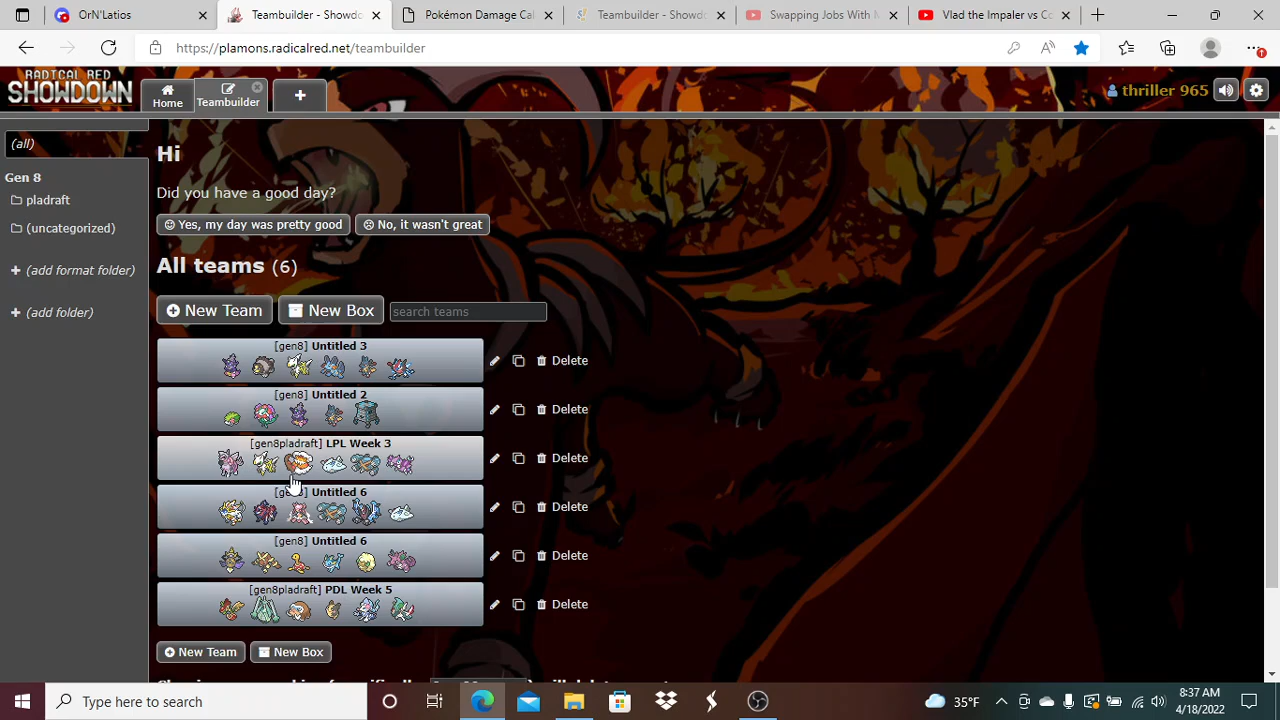 OrN'Latios
Teambuilder - Showdo
Pokémon Damage Cal
Teambuilder - Showdo
Swapping Jobs With
Vlad the Impaler vs Co
https://plamons.radicalred.net/teambuilder
RADICAL RED
SHOWDOWN
Home
Teambuilder
thriller 965
(all)
Hi
Gen 8
pladraft
(uncategorized)
(add format folder)
(add folder)
Did you have a good day?
Yes, my day was pretty good
No, it wasn't great
All teams (6)
New Team
New Box
search teams
[gen8] Untitled 3
Delete
[gen8] Untitled 2
Delete
[gen8pladraft] LPL Week 3
Delete
[gen8] Untitled 6
Delete
[gen8] Untitled 6
Delete
[gen8pladraft] PDL Week 5
Delete
New Team
New Box
Type here to search
35°F
8:37 AM
4/18/2022